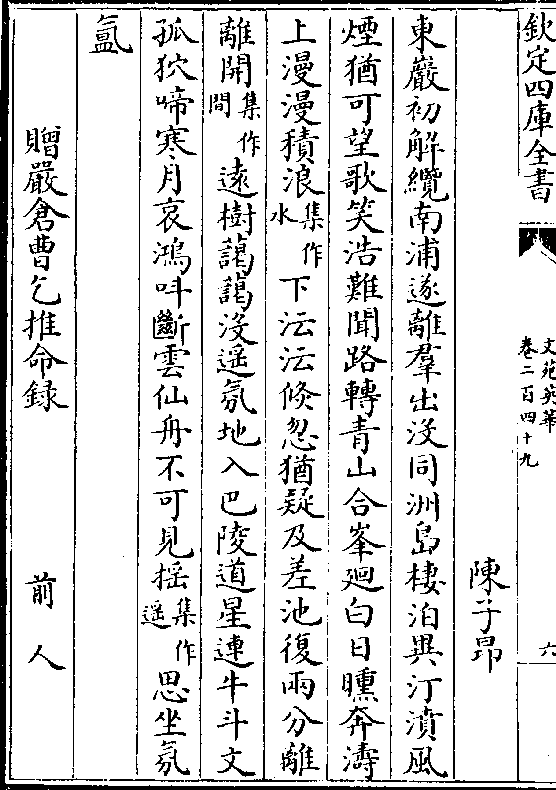 欽定四庫全書
文苑英華
卷二百四十九
六
陳子昂
東巖初解纜南浦遂離羣出沒同洲島棲泊異汀濆風
煙猶可望歌笑浩難聞路轉青山合峯廻白日曛奔濤
上漫漫積浪集作水下沄沄倐忽猶疑及差池復兩分離
離開集作間遠樹藹藹没遥氛地入巴陵道星連牛斗文
孤狖啼寒月哀鴻呌斷雲仙舟不可見揺集作遥思坐氛
氲
贈嚴倉曹乞推命録 前人